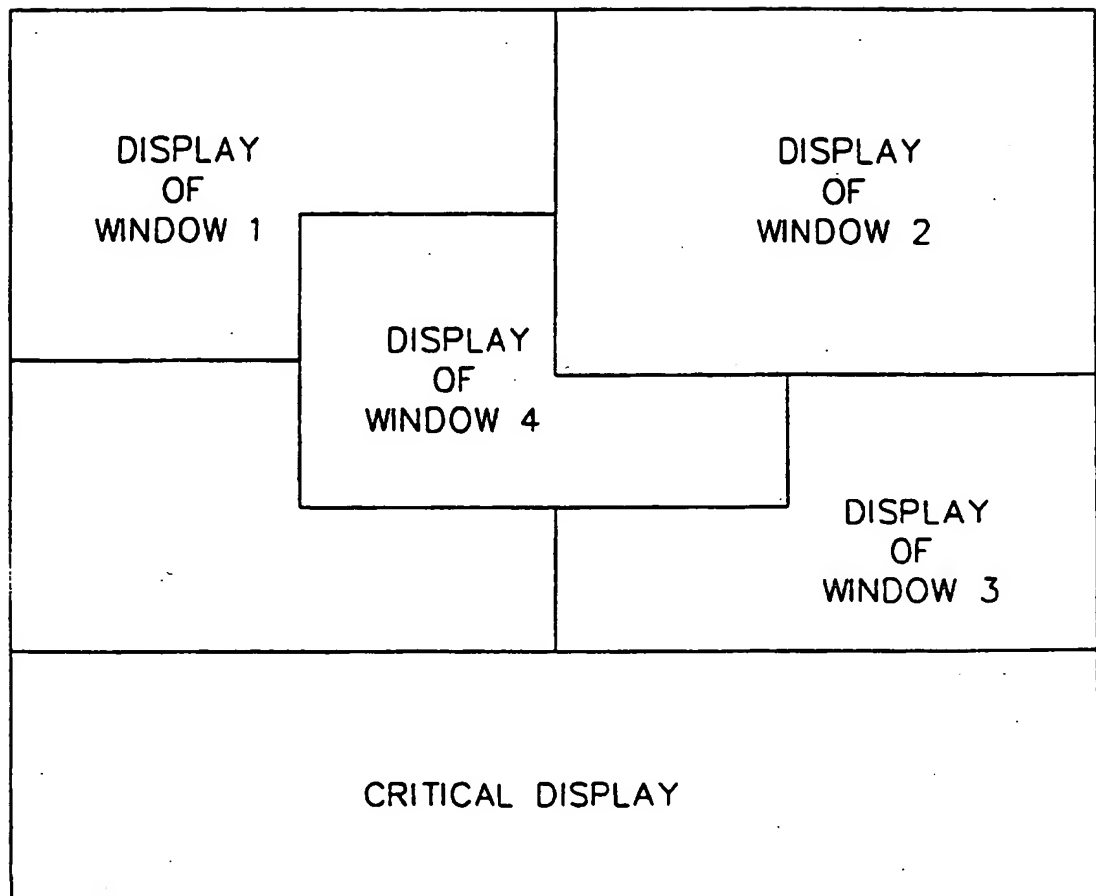 DISPLAY
OF
WINDOW 1
DISPLAY
OF
WINDOW 2
DISPLAY
OF
WINDOW 4
DISPLAY
OF
WINDOW 3
CRITICAL DISPLAY